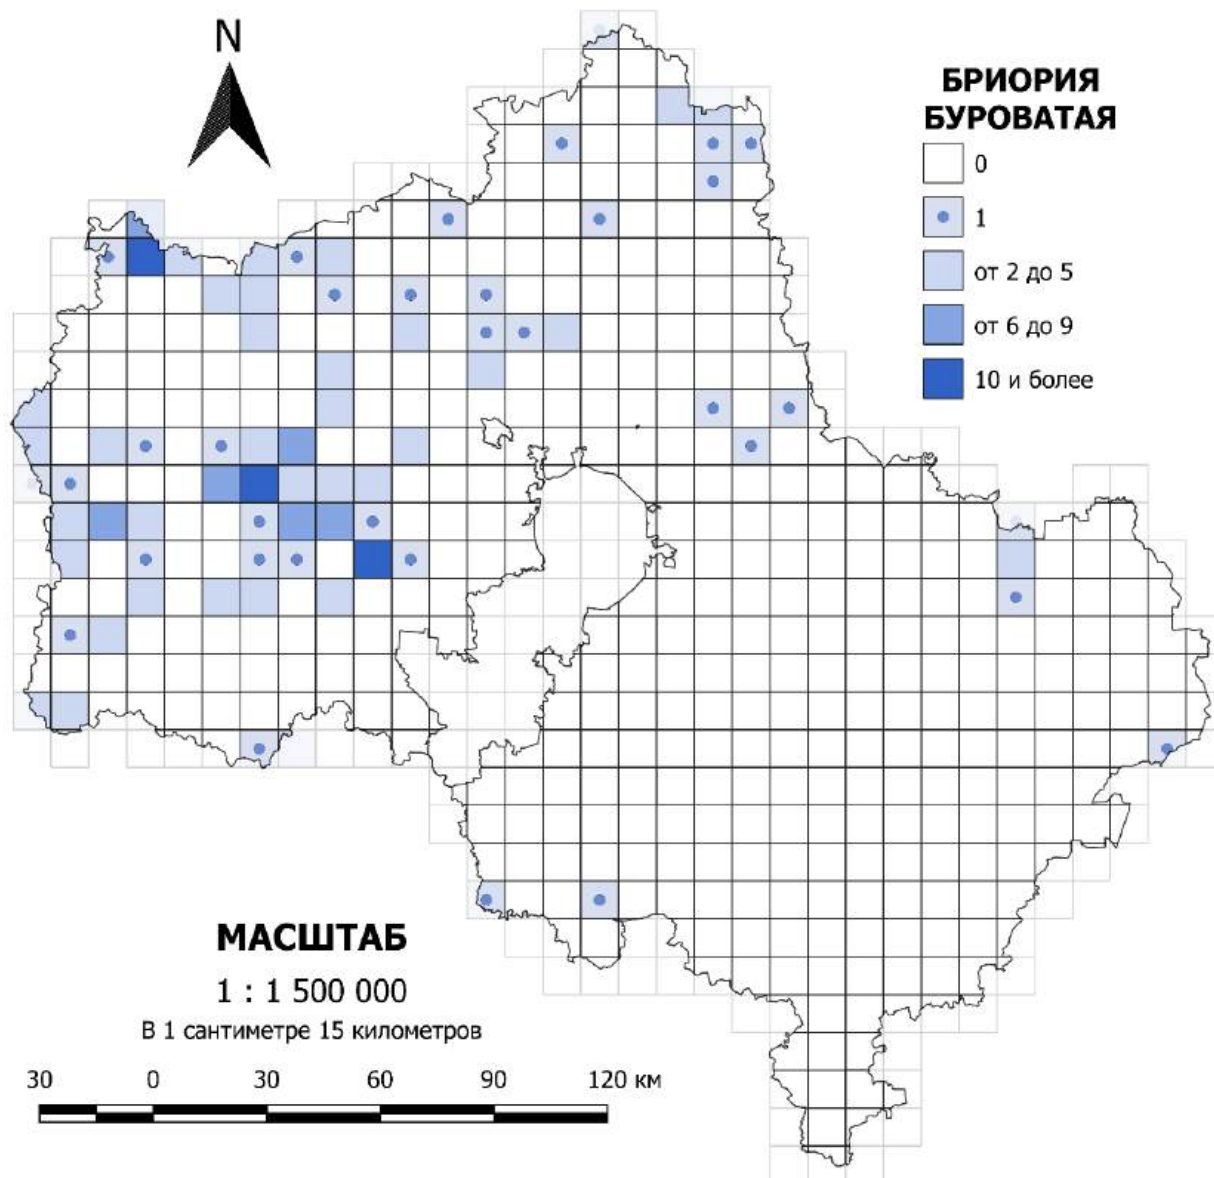 N
БРИОРИЯ
БУРОВАТАЯ
0
1
от 2 до 5
от 6 до 9
10 и более
МАСШТАБ
1 : 1 500 000
В 1 сантиметре 15 километров
30 0 30 60 90 120 км